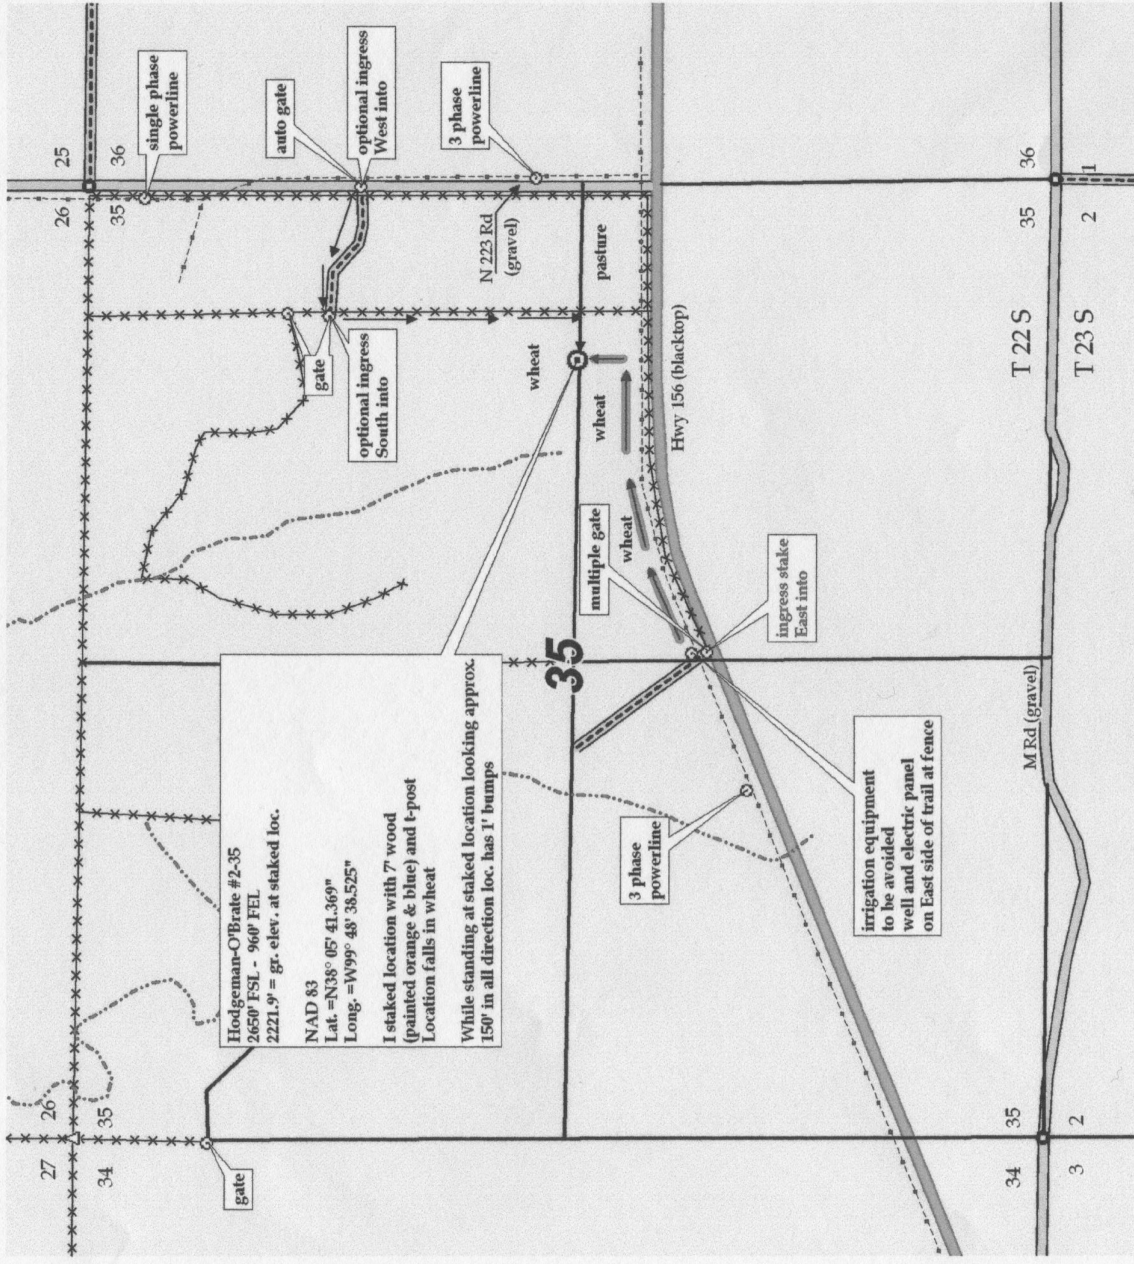 Hodgeman-O'Brate #2-35
2650' FSL - 960' FEL
2221.9' = gr. elev. at staked loc.
NAD 83
Lat. =N38° 05' 41.369"
Long. =W99° 48' 38.525"
I staked location with 7' wood
(painted orange & blue) and t-post
Location falls in wheat
While standing at staked location looking approx.
150' in all direction loc. has 1' bumps
27
26
34
35
gate
26
25
35
36
single phase
powerline
auto gate
optional ingress
West into
gate
optional ingress
South into
3 phase
powerline
N 223 Rd
(gravel)
wheat
pasture
35
wheat
wheat
multiple gate
3 phase
powerline
Hwy 156 (blacktop)
ingress stake
East into
irrigation equipment
to be avoided
well and electric panel
on East side of trail at fence
M Rd (gravel)
T 22 S
T 23 S
34
35
3
2
35
36
2
1